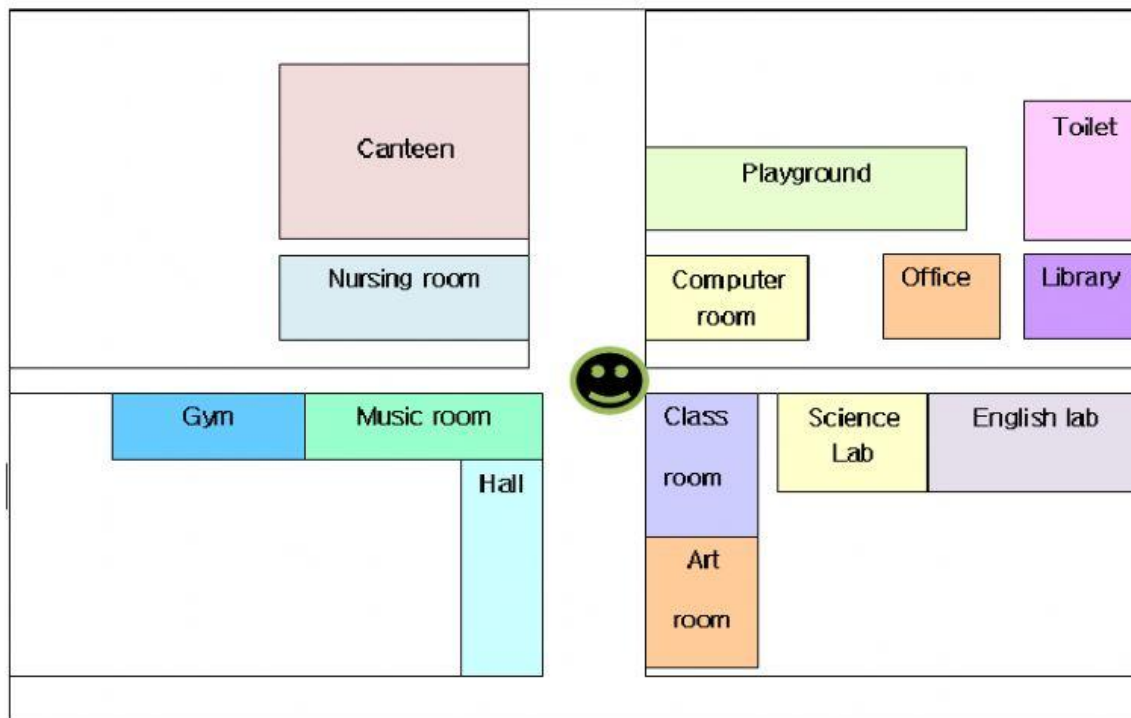 Canteen
Nursing room
Playground
Toilet
Computer
room
Office
Library
Gym
Music room
Hall
Class
room
Art
room
Science
Lab
English lab